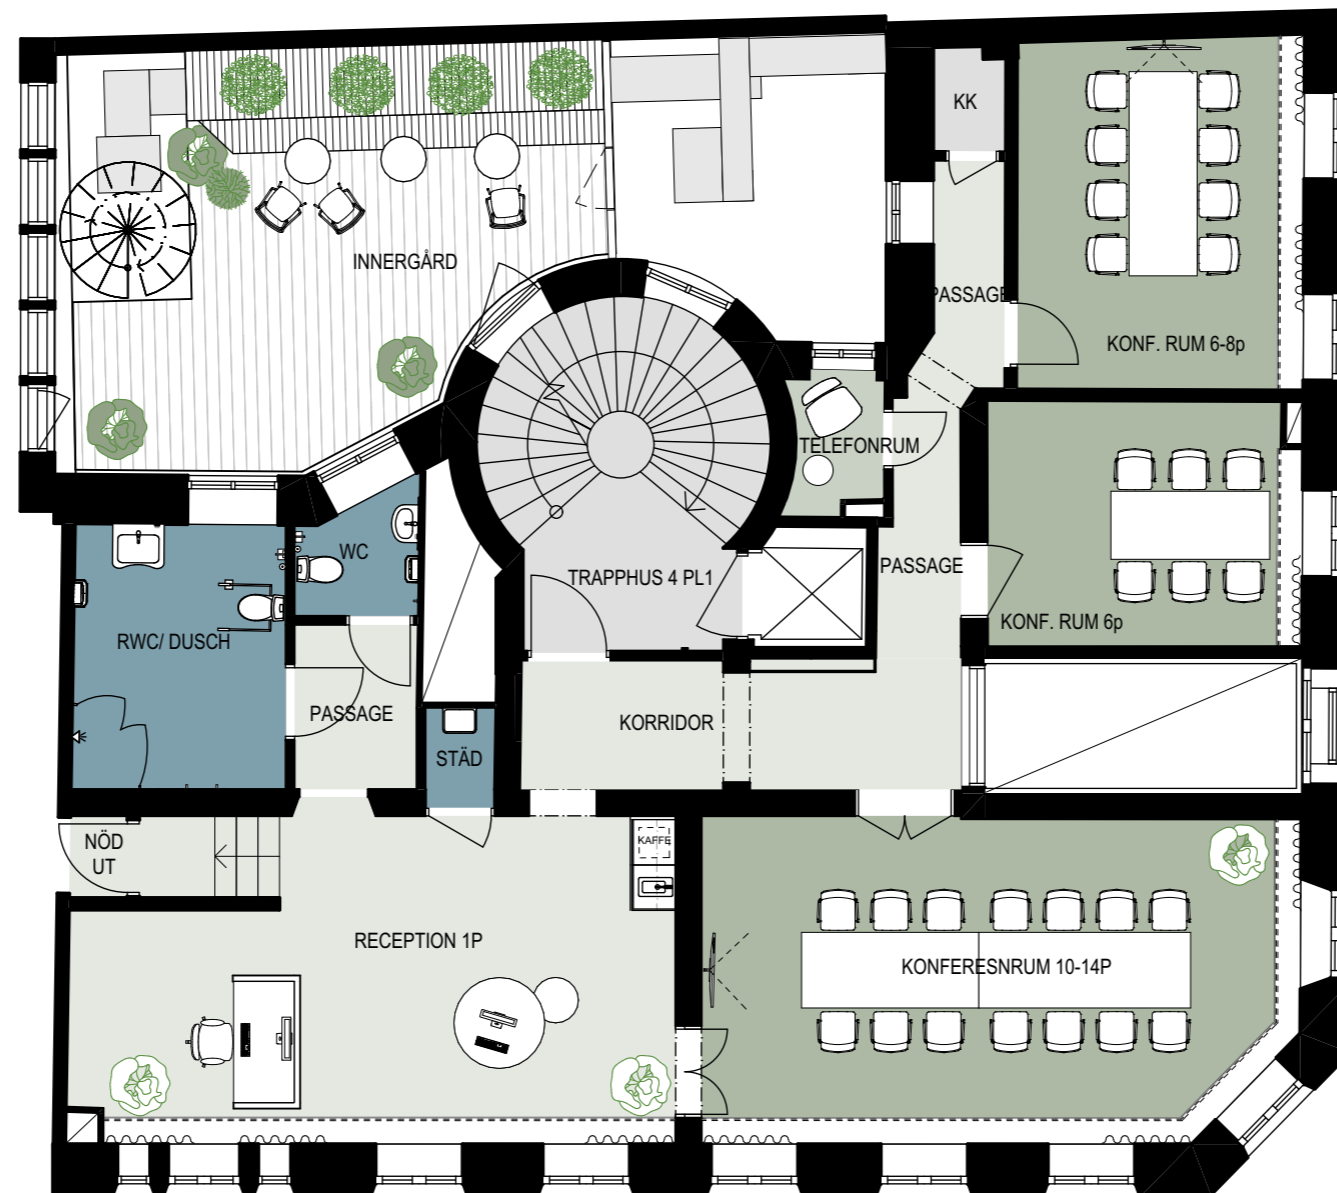 KK
INNERGÅRD
PASSAGE
KONF. RUM 6-8p
TELEFONRUM
WC
TRAPPHUS 4 PL1
PASSAGE
KONF. RUM 6p
RWC/ DUSCH
PASSAGE
KORRIDOR
STÄD
NÖD
UT
KAFFE
RECEPTION 1P
KONFERESNRUM 10-14P